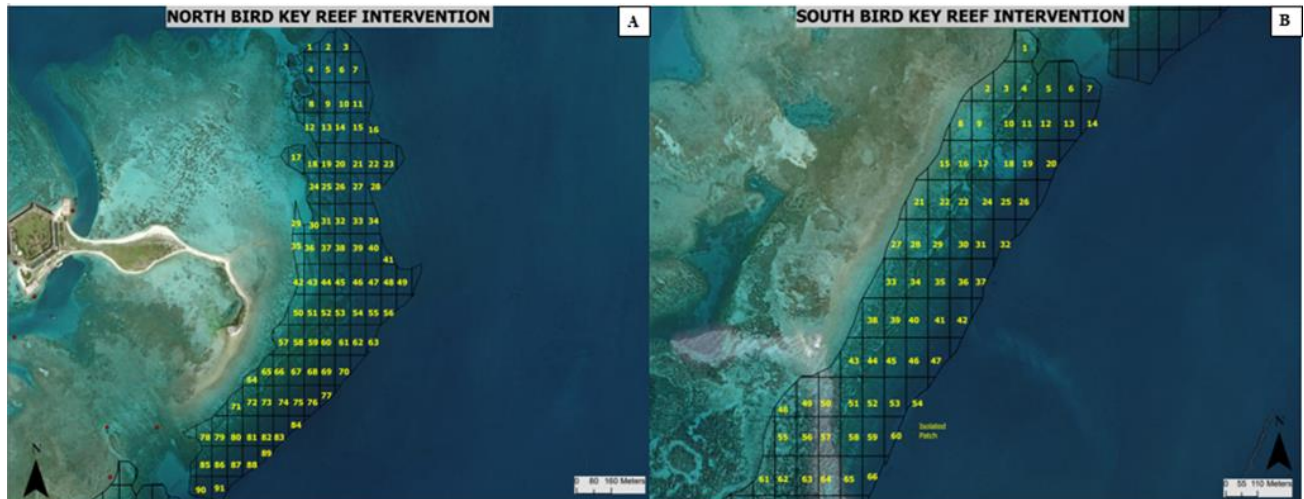 NORTH BIRD KEY REEF INTERVENTION
A
1 2 3
4 5 6 7
8 9 10 11
12 13 14 15 16
17 18 19 20 21 22 23
24 25 26 27 28
29 30 31 32 33 34
35 36 37 38 39 40
41
42 43 44 45 46 47 48 49
50 51 52 53 54 55 56
57 58 59 60 61 62 63
64 65 66 67 68 69 70
71 72 73 74 75 76 77
78 79 80 81 82 83 84
85 86 87 88 89
90 91
N
0 80 160 Meters
SOUTH BIRD KEY REEF INTERVENTION
B
1
2 3 4 5 6 7
8 9 10 11 12 13 14
15 16 17 18 19 20
21 22 23 24 25 26
27 28 29 30 31 32
33 34 35 36 37
38 39 40 41 42
43 44 45 46 47
48 49 50 51 52 53 54
55 56 57 58 59 60
Isolated
Patch
61 62 63 64 65 66
N
0 55 110 Meters